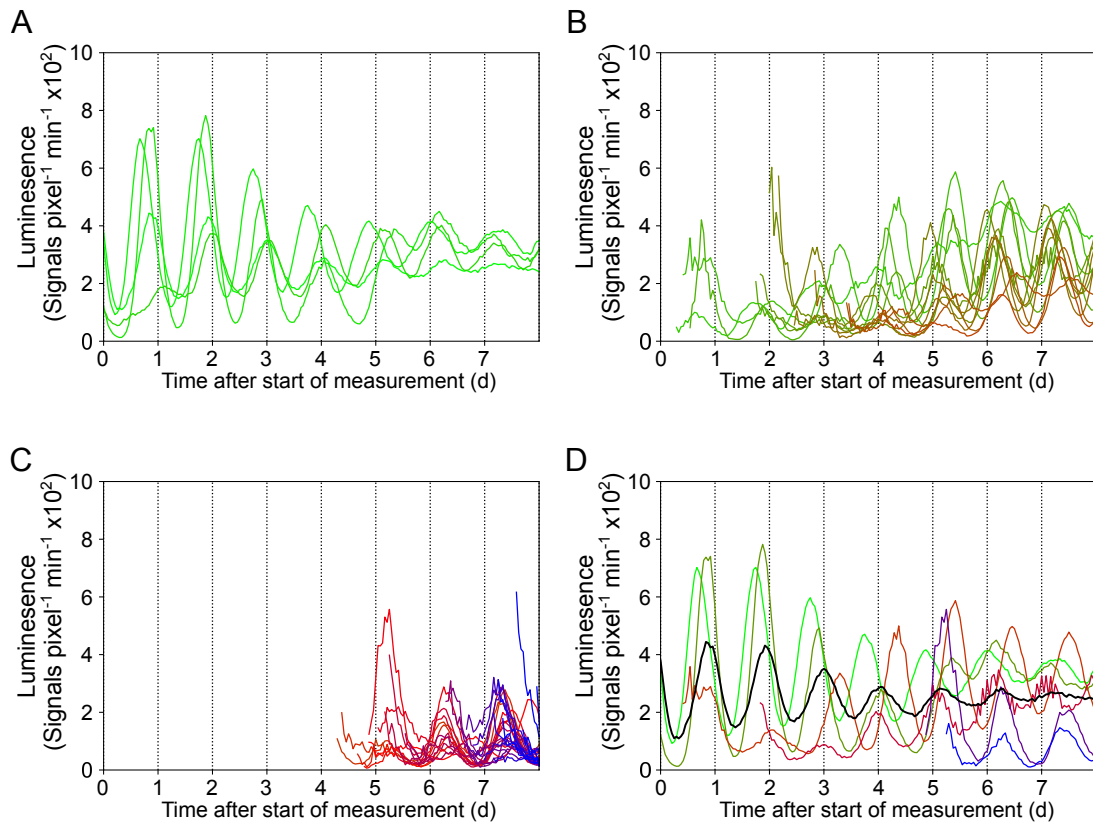 A
Luminesence
(Signals pixel-1 min-1 x102)
10
8
6
4
2
0
0 1 2 3 4 5 6 7
Time after start of measurement (d)
B
Luminesence
(Signals pixel-1 min-1 x102)
10
8
6
4
2
0
0 1 2 3 4 5 6 7
Time after start of measurement (d)
C
Luminesence
(Signals pixel-1 min-1 x102)
10
8
6
4
2
0
0 1 2 3 4 5 6 7
Time after start of measurement (d)
D
Luminesence
(Signals pixel-1 min-1 x102)
10
8
6
4
2
0
0 1 2 3 4 5 6 7
Time after start of measurement (d)